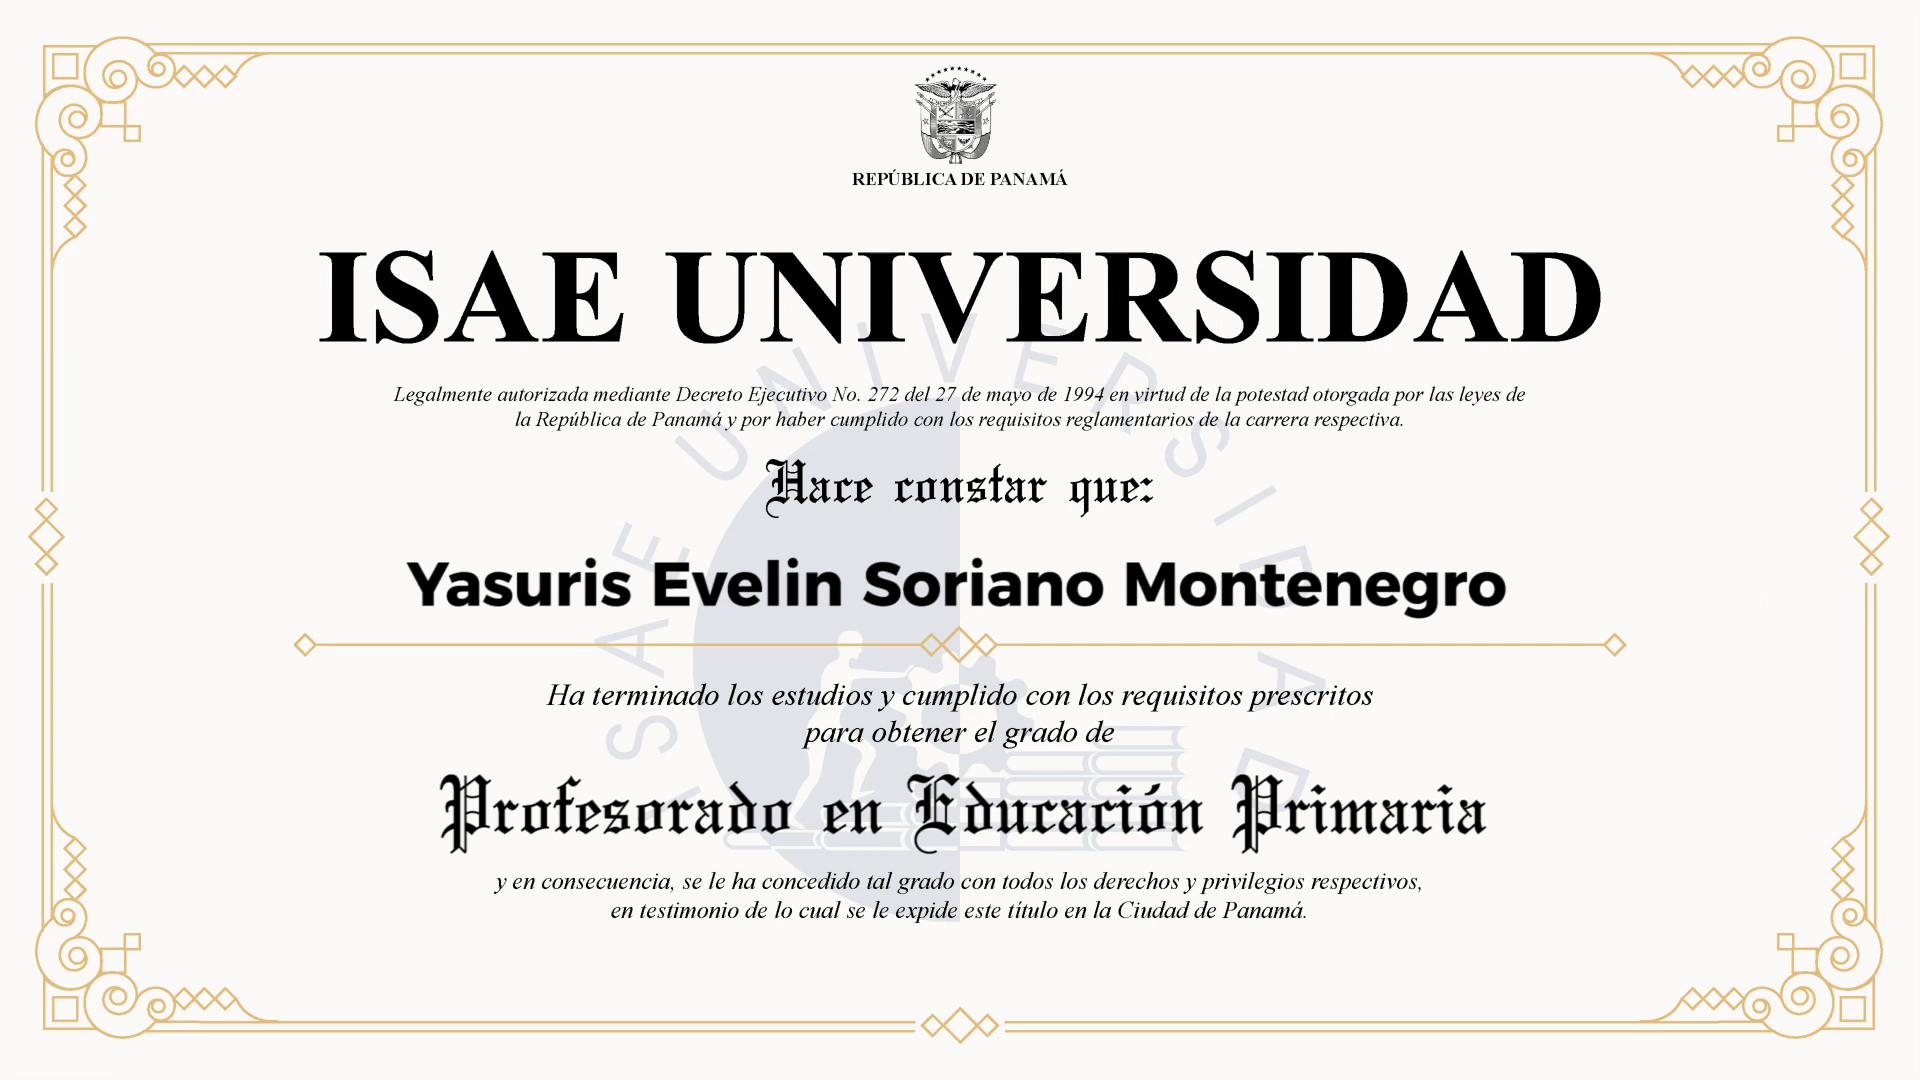 REPÚBLICA DE PANAMÁ
ISAE UNIVERSIDAD
Legalmente autorizada mediante Decreto Ejecutivo No. 272 del 27 de mayo de 1994 en virtud de la potestad otorgada por las leyes de
la República de Panamá y por haber cumplido con los requisitos reglamentarios de la carrera respectiva.
Hace constar que:
Yasuris Evelin Soriano Montenegro
Ha terminado los estudios y cumplido con los requisitos prescritos
para obtener el grado de
Profesorado en Educación Primaria
y en consecuencia, se le ha concedido tal grado con todos los derechos y privilegios respectivos,
en testimonio de lo cual se le expide este título en la Ciudad de Panamá.
ISAE UNIVERSIDAD